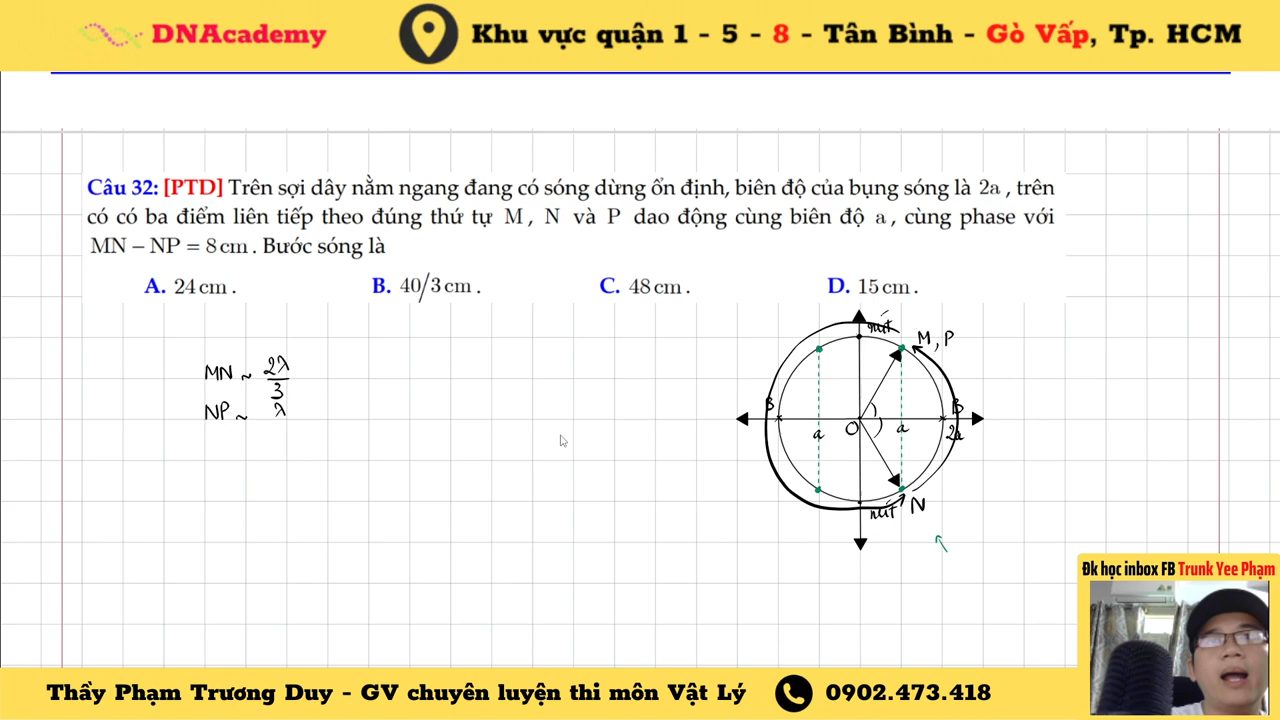 DNAcademy
Khu vực quận 1 - 5 - 8 - Tân Bình - Gò Vấp, Tp. HCM
Câu 32: [PTD] Trên sợi dây nằm ngang đang có sóng dừng ổn định, biên độ của bụng sóng là 2a , trên
có có ba điểm liên tiếp theo đúng thứ tự M , N và P dao động cùng biên độ a , cùng phase với
MN – NP = 8 cm . Bước sóng là
A. 24 cm .
B. 40/3 cm .
C. 48 cm .
D. 15 cm .
nút
M, P
MN ~ 2λ/3
NP ~ λ
B
B
a
O
a
2a
nút
N
Đk học inbox FB Trunk Yee Phạm
Thầy Phạm Trương Duy - GV chuyên luyện thi môn Vật Lý
0902.473.418